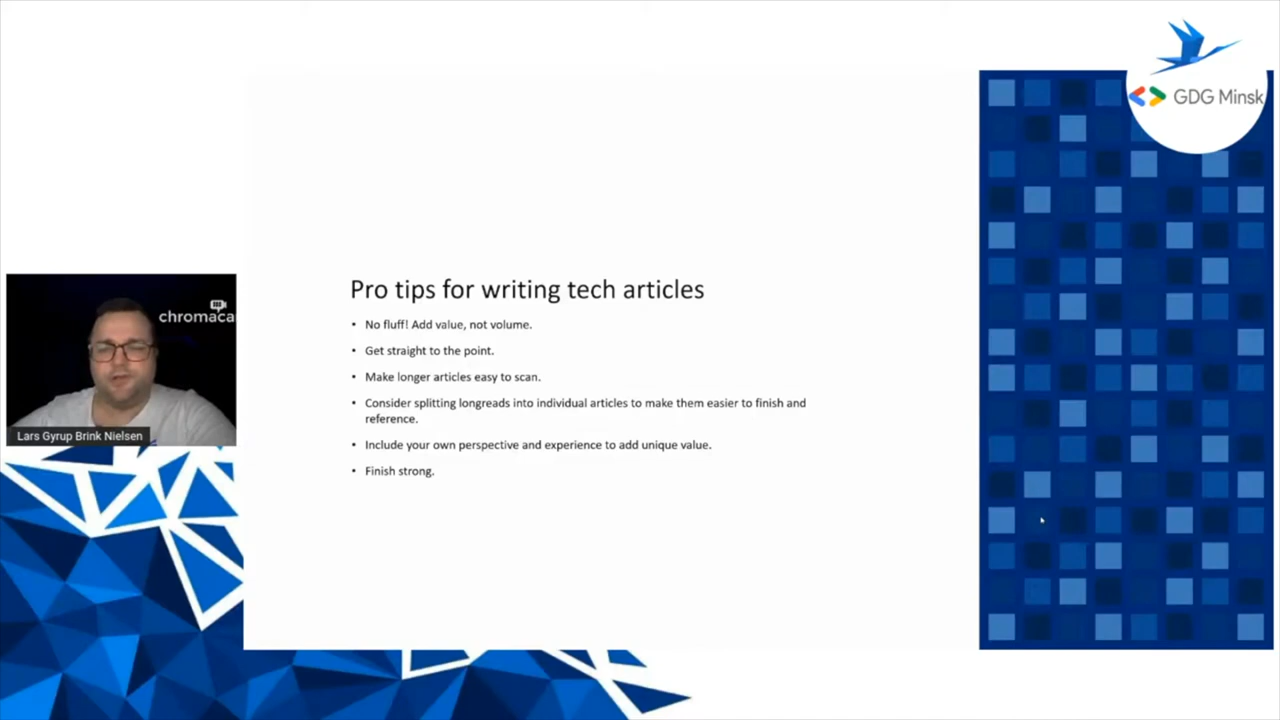 GDG Minsk
Pro tips for writing tech articles
• No fluff! Add value, not volume.
• Get straight to the point.
• Make longer articles easy to scan.
• Consider splitting longreads into individual articles to make them easier to finish and
reference.
• Include your own perspective and experience to add unique value.
• Finish strong.
chromaca
Lars Gyrup Brink Nielsen